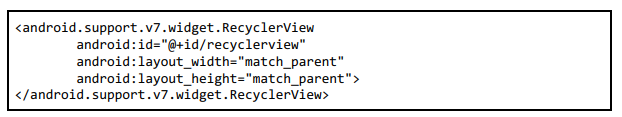 <android.support.v7.widget.RecyclerView
        android:id="@+id/recyclerview"
        android:layout_width="match_parent"
        android:layout_height="match_parent">
</android.support.v7.widget.RecyclerView>